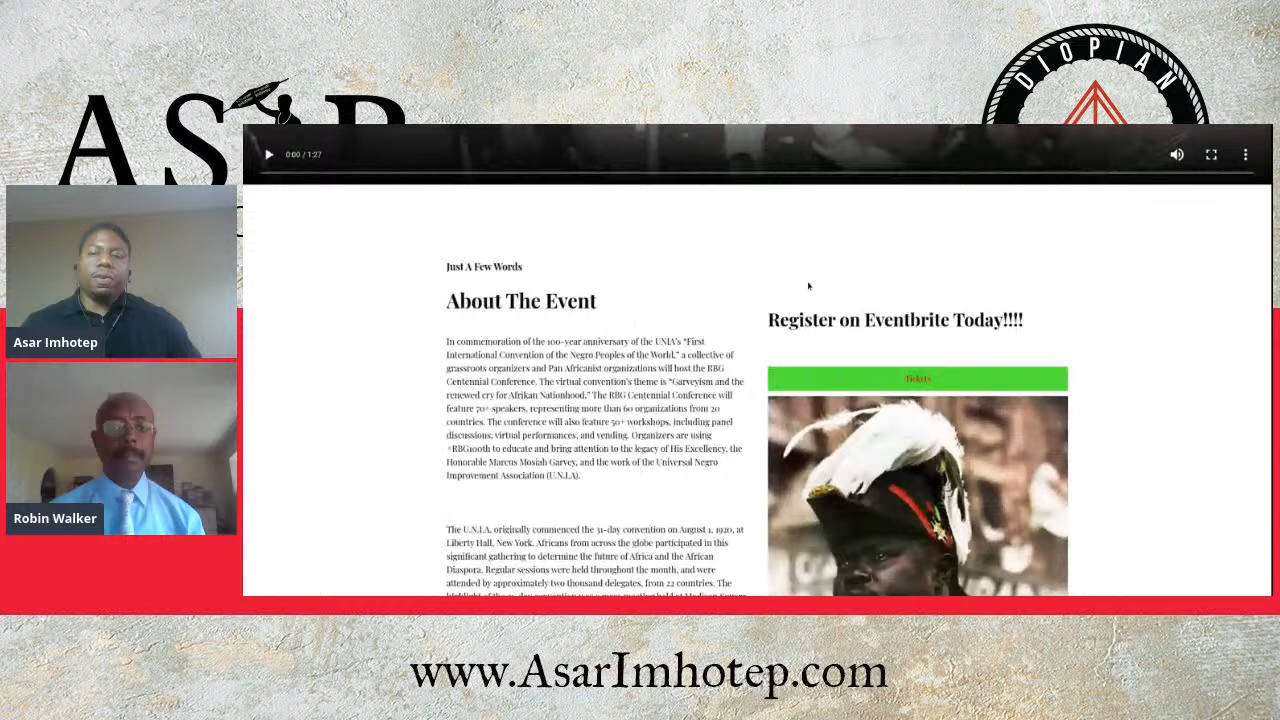 DIOPIAN
ASAR
0:00 / 1:27
Asar Imhotep
Robin Walker
Just A Few Words
About The Event
In commemoration of the 100-year anniversary of the UNIA's "First
International Convention of the Negro Peoples of the World," a collective of
grassroots organizers and Pan Africanist organizations will host the RBG
Centennial Conference. The virtual convention's theme is "Garveyism and the
renewed cry for Afrikan Nationhood." The RBG Centennial Conference will
feature 70+ speakers, representing more than 60 organizations from 20
countries. The conference will also feature 50+ workshops, including panel
discussions, virtual performances, and vending. Organizers are using
#RBG100th to educate and bring attention to the legacy of His Excellency, the
Honorable Marcus Mosiah Garvey, and the work of the Universal Negro
Improvement Association (U.N.I.A).
The U.N.I.A. originally commenced the 31-day convention on August 1, 1920, at
Liberty Hall, New York. Africans from across the globe participated in this
significant gathering to determine the future of Africa and the African
Diaspora. Regular sessions were held throughout the month, and were
attended by approximately two thousand delegates, from 22 countries. The
Register on Eventbrite Today!!!!
Tickets
www.AsarImhotep.com